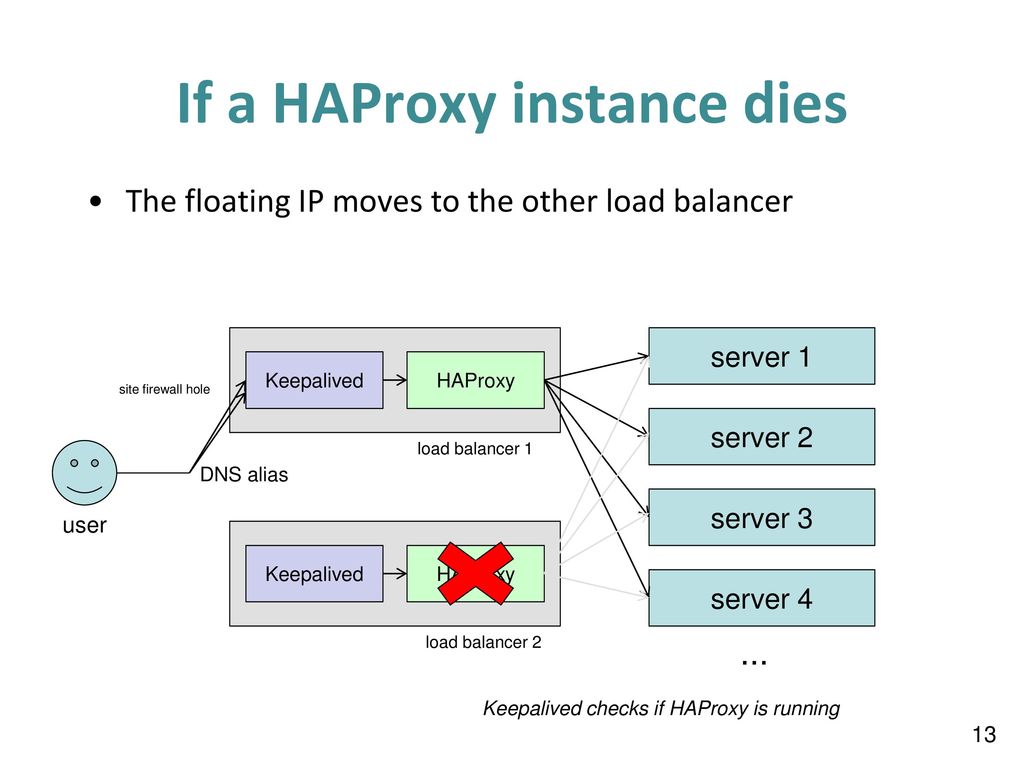 If a HAProxy instance dies
• The floating IP moves to the other load balancer
site firewall hole
Keepalived
HAProxy
load balancer 1
server 1
server 2
server 3
server 4
...
user
DNS alias
Keepalived
load balancer 2
Keepalived checks if HAProxy is running
13